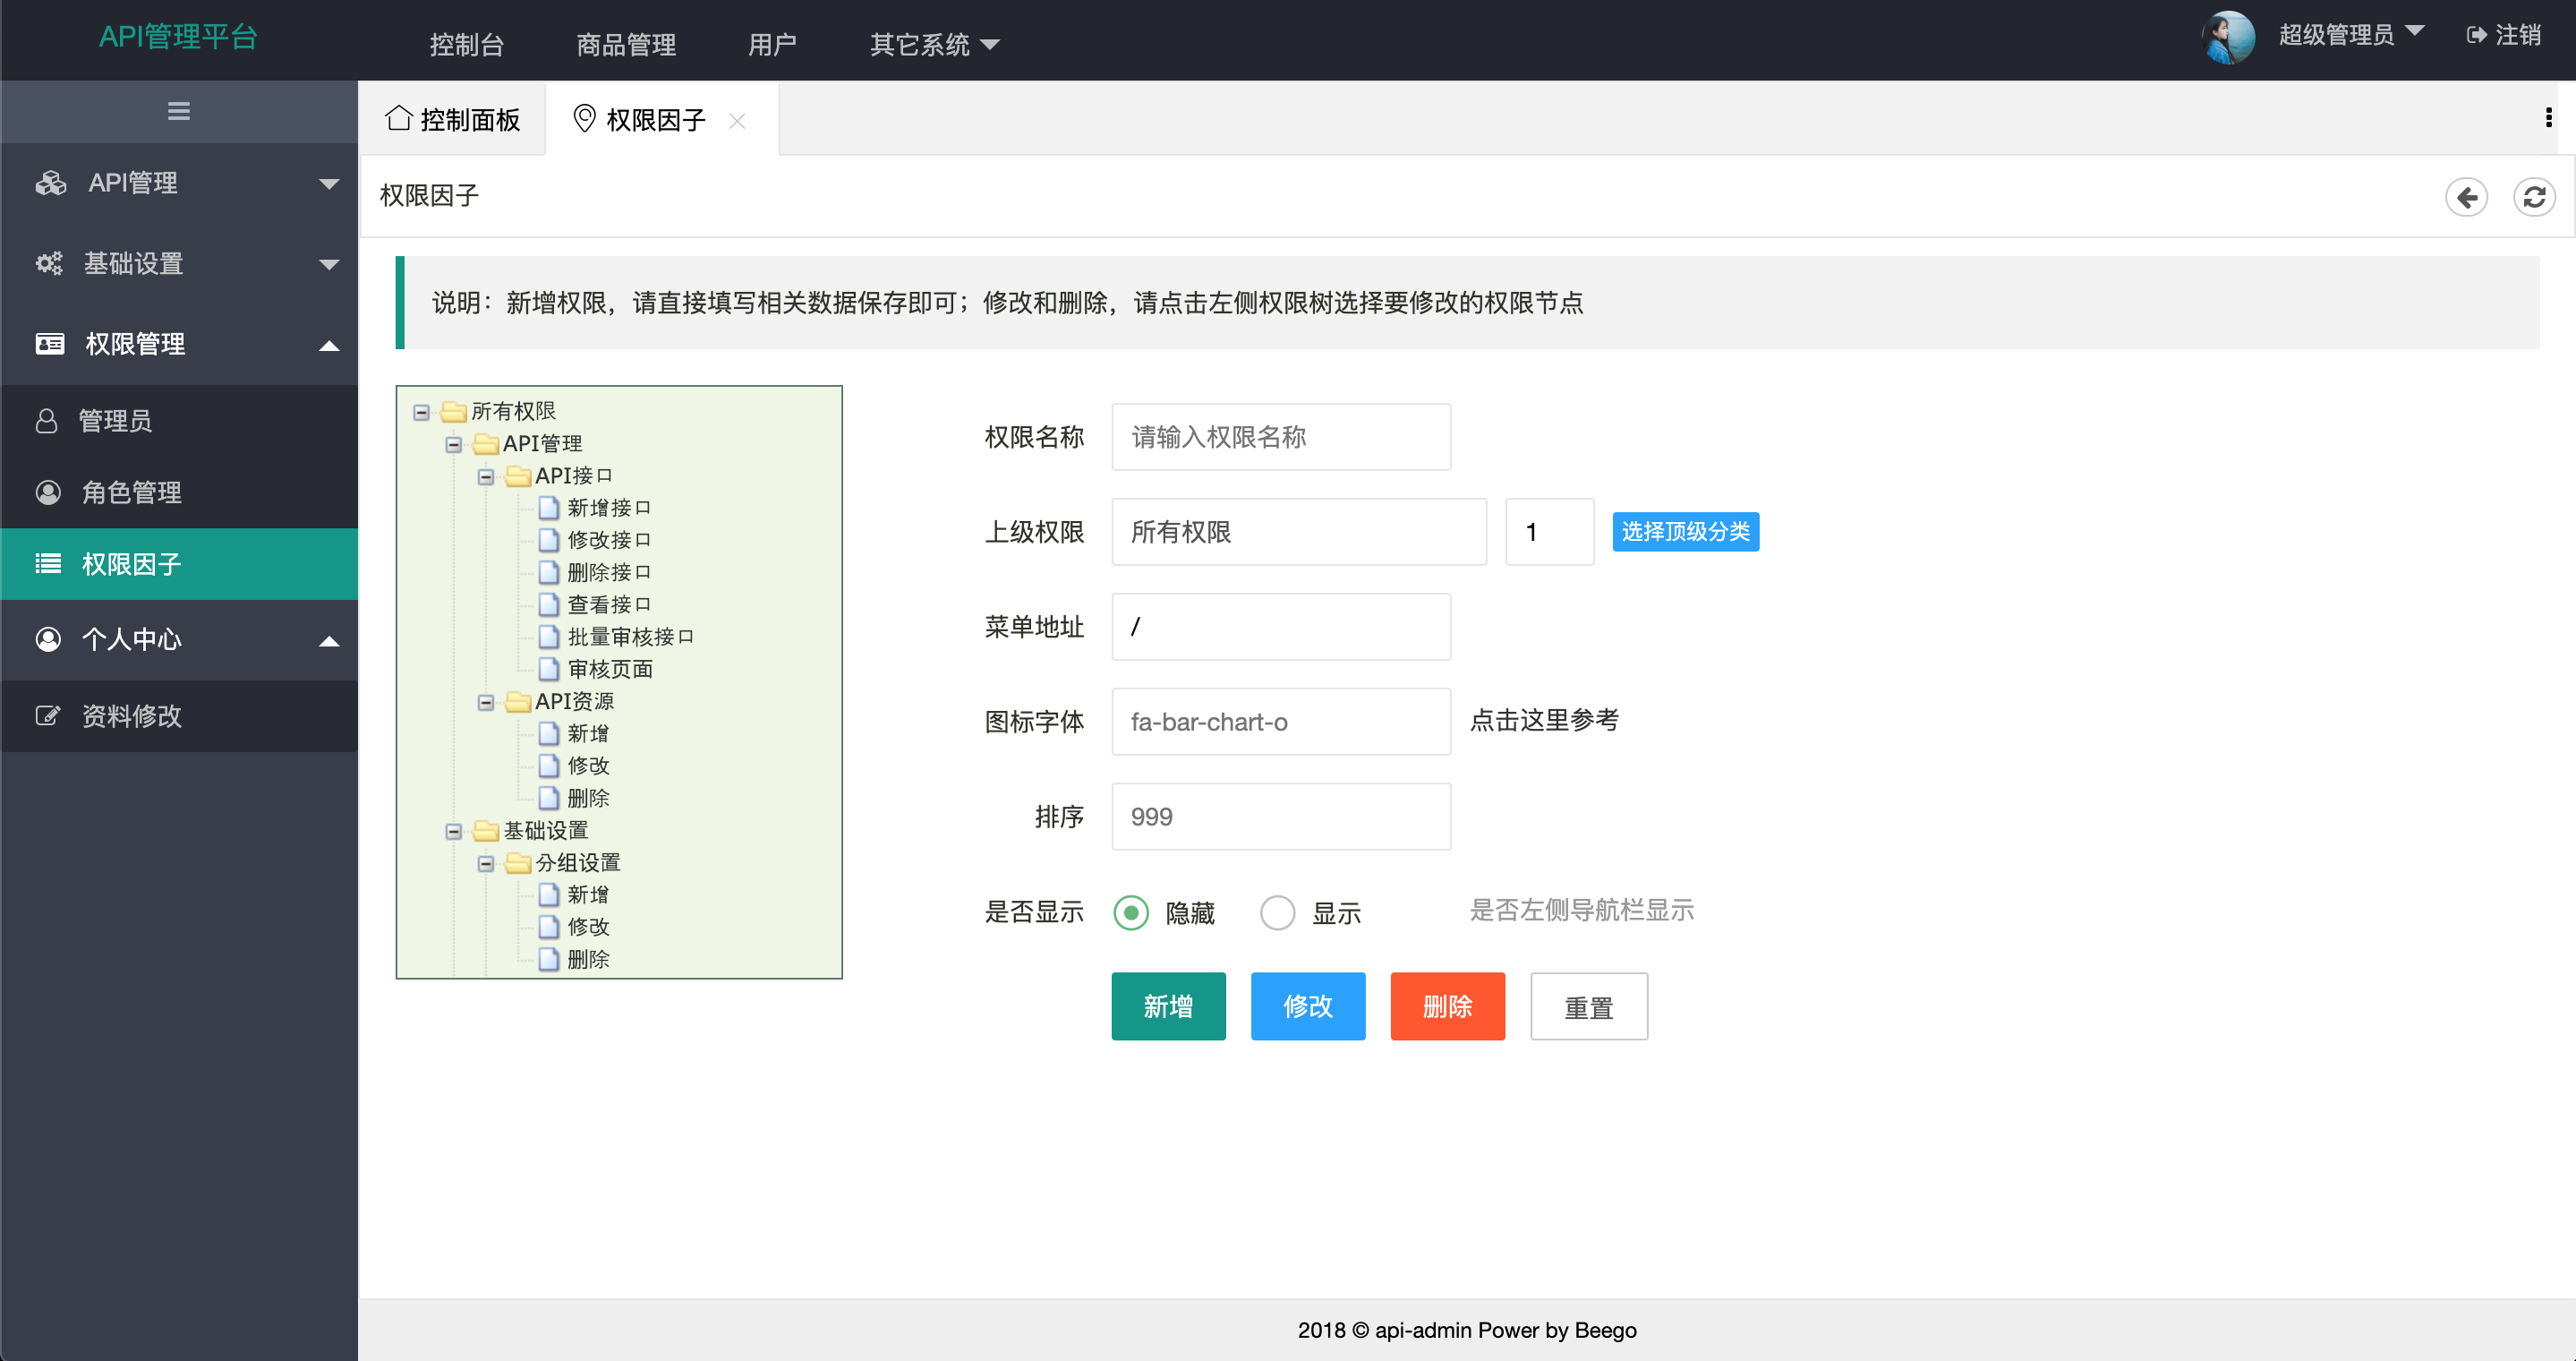 API管理平台
控制台
商品管理
用户
其它系统
超级管理员
注销
API管理
基础设置
权限管理
管理员
角色管理
权限因子
个人中心
资料修改
控制面板
权限因子
权限因子
说明：新增权限，请直接填写相关数据保存即可；修改和删除，请点击左侧权限树选择要修改的权限节点
所有权限
API管理
API接口
新增接口
修改接口
删除接口
查看接口
批量审核接口
审核页面
API资源
新增
修改
删除
基础设置
分组设置
新增
修改
删除
权限名称
请输入权限名称
上级权限
所有权限
1
选择顶级分类
菜单地址
/
图标字体
fa-bar-chart-o
点击这里参考
排序
999
是否显示
隐藏
显示
是否左侧导航栏显示
新增
修改
删除
重置
2018 © api-admin Power by Beego